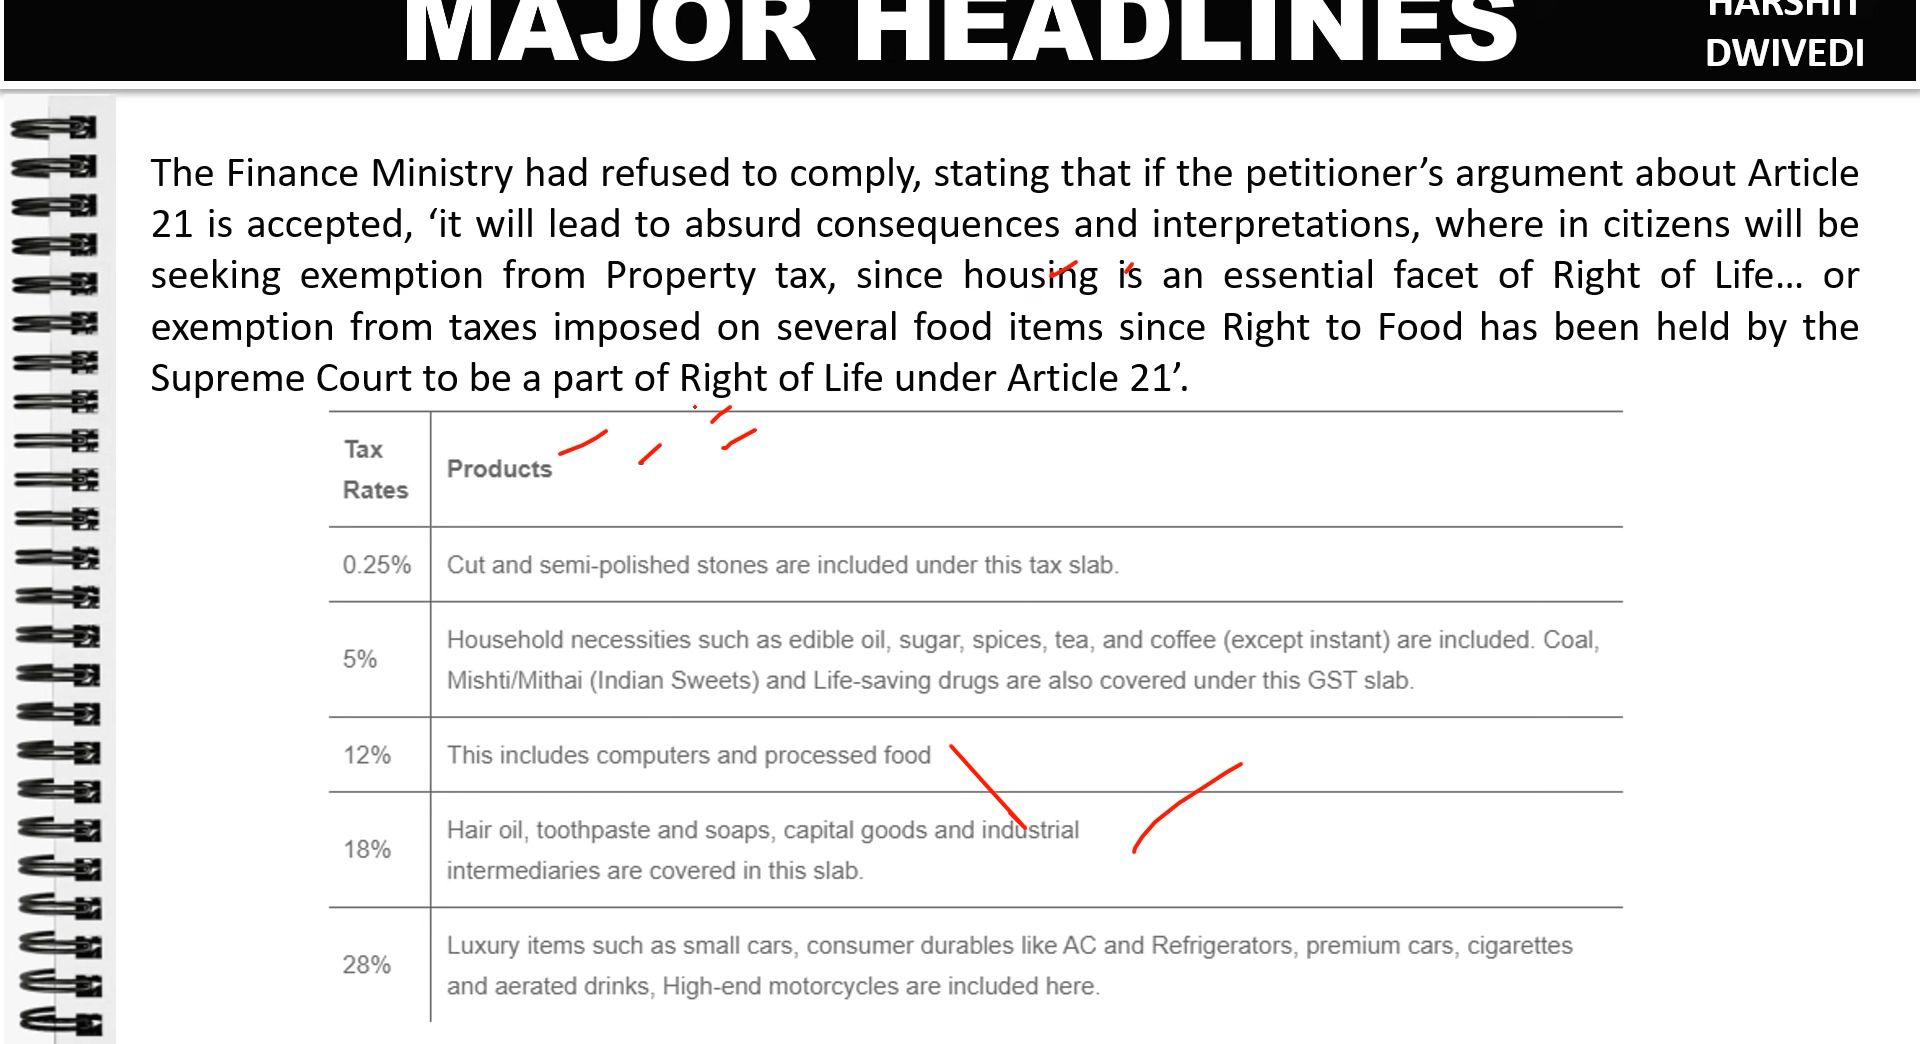 MAJOR HEADLINES
HARSHIT
DWIVEDI
The Finance Ministry had refused to comply, stating that if the petitioner’s argument about Article
21 is accepted, ‘it will lead to absurd consequences and interpretations, where in citizens will be
seeking exemption from Property tax, since housing is an essential facet of Right of Life... or
exemption from taxes imposed on several food items since Right to Food has been held by the
Supreme Court to be a part of Right of Life under Article 21’.
Tax
Rates
Products
0.25%
Cut and semi-polished stones are included under this tax slab.
5%
Household necessities such as edible oil, sugar, spices, tea, and coffee (except instant) are included. Coal,
Mishti/Mithai (Indian Sweets) and Life-saving drugs are also covered under this GST slab.
12%
This includes computers and processed food
18%
Hair oil, toothpaste and soaps, capital goods and industrial
intermediaries are covered in this slab.
28%
Luxury items such as small cars, consumer durables like AC and Refrigerators, premium cars, cigarettes
and aerated drinks, High-end motorcycles are included here.